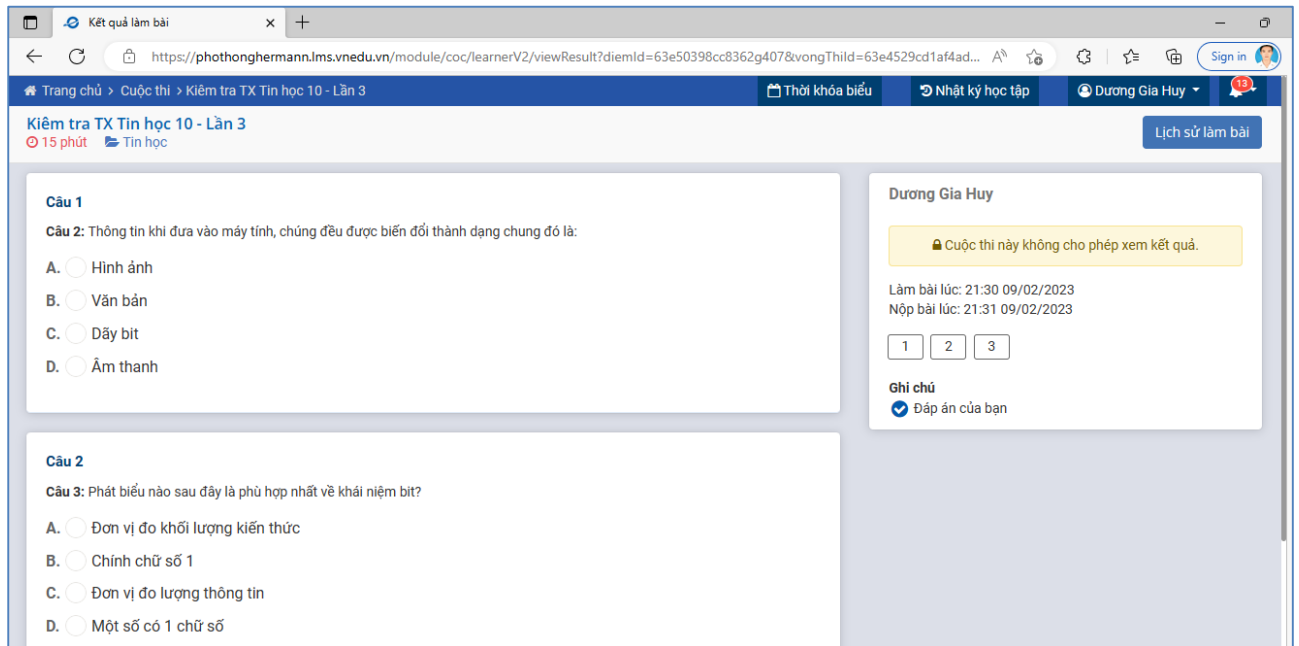 Kết quả làm bài
https://phothonghermann.lms.vnedu.vn/module/coc/learnerV2/viewResult?diemId=63e50398cc8362g407&vongThiId=63e4529cd1af4ad...
Sign in
Trang chủ > Cuộc thi > Kiêm tra TX Tin học 10 - Lần 3
Thời khóa biểu
Nhật ký học tập
Dương Gia Huy
13
Kiêm tra TX Tin học 10 - Lần 3
15 phút Tin học
Lịch sử làm bài
Câu 1
Câu 2: Thông tin khi đưa vào máy tính, chúng đều được biến đổi thành dạng chung đó là:
A. Hình ảnh
B. Văn bản
C. Dãy bit
D. Âm thanh
Dương Gia Huy
Cuộc thi này không cho phép xem kết quả.
Làm bài lúc: 21:30 09/02/2023
Nộp bài lúc: 21:31 09/02/2023
1 2 3
Ghi chú
Đáp án của bạn
Câu 2
Câu 3: Phát biểu nào sau đây là phù hợp nhất về khái niệm bit?
A. Đơn vị đo khối lượng kiến thức
B. Chính chữ số 1
C. Đơn vị đo lượng thông tin
D. Một số có 1 chữ số